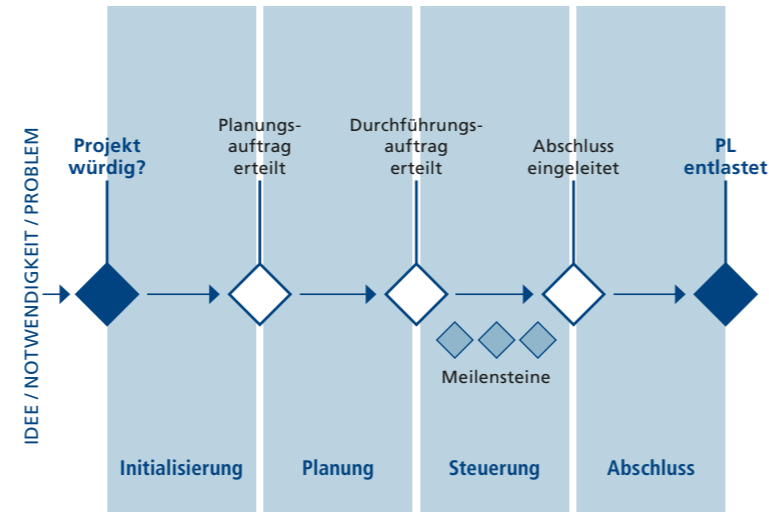 IDEE / NOTWENDIGKEIT / PROBLEM
Projekt
würdig?
Planungs-
auftrag
erteilt
Durchführungs-
auftrag
erteilt
Abschluss
eingeleitet
PL
entlastet
Meilensteine
Initialisierung
Planung
Steuerung
Abschluss